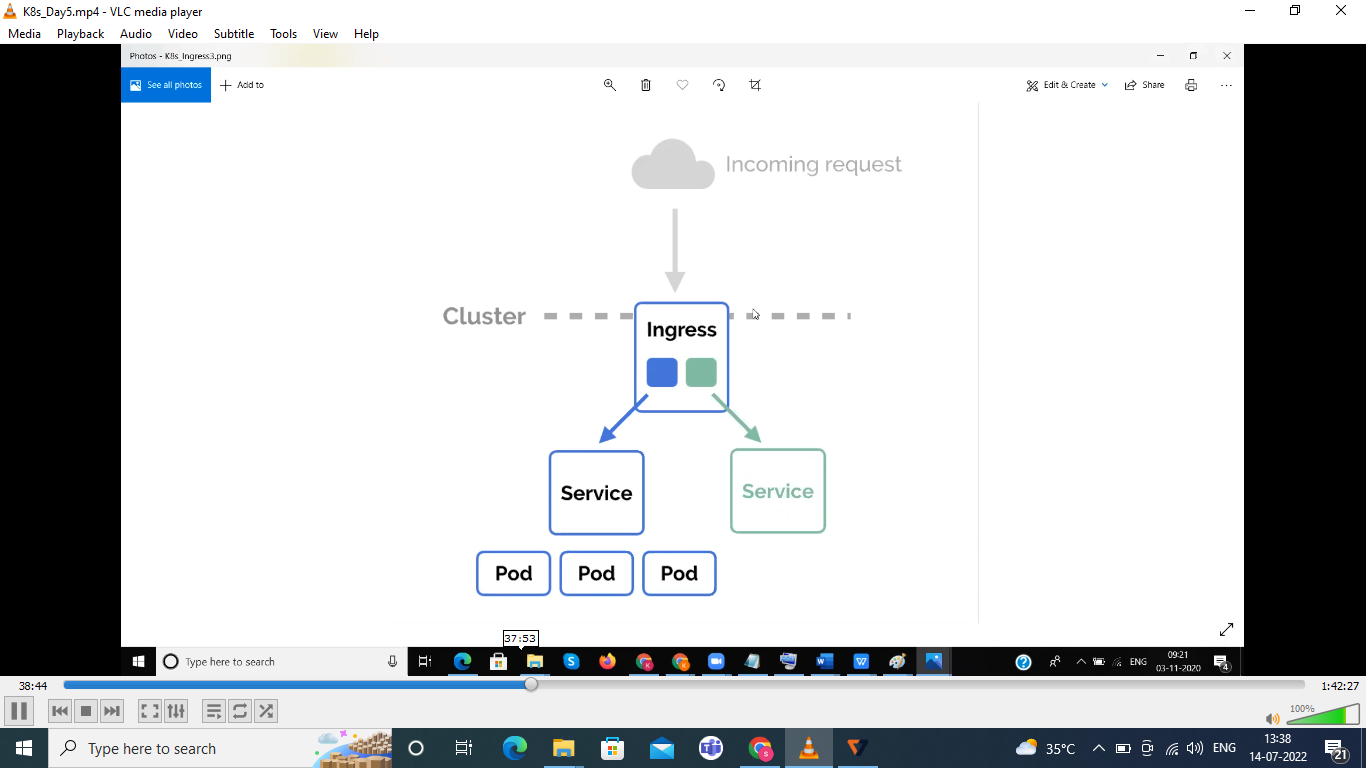 K8s_Day5.mp4 - VLC media player
Media Playback Audio Video Subtitle Tools View Help
Photos - K8s_Ingress3.png
See all photos Add to Edit & Create Share
Incoming request
Cluster
Ingress
Service Service
Pod Pod Pod
37:53
Type here to search ENG 09:21
03-11-2020 4
38:44 1:42:27
100%
Type here to search 35°C ENG 13:38
14-07-2022 21